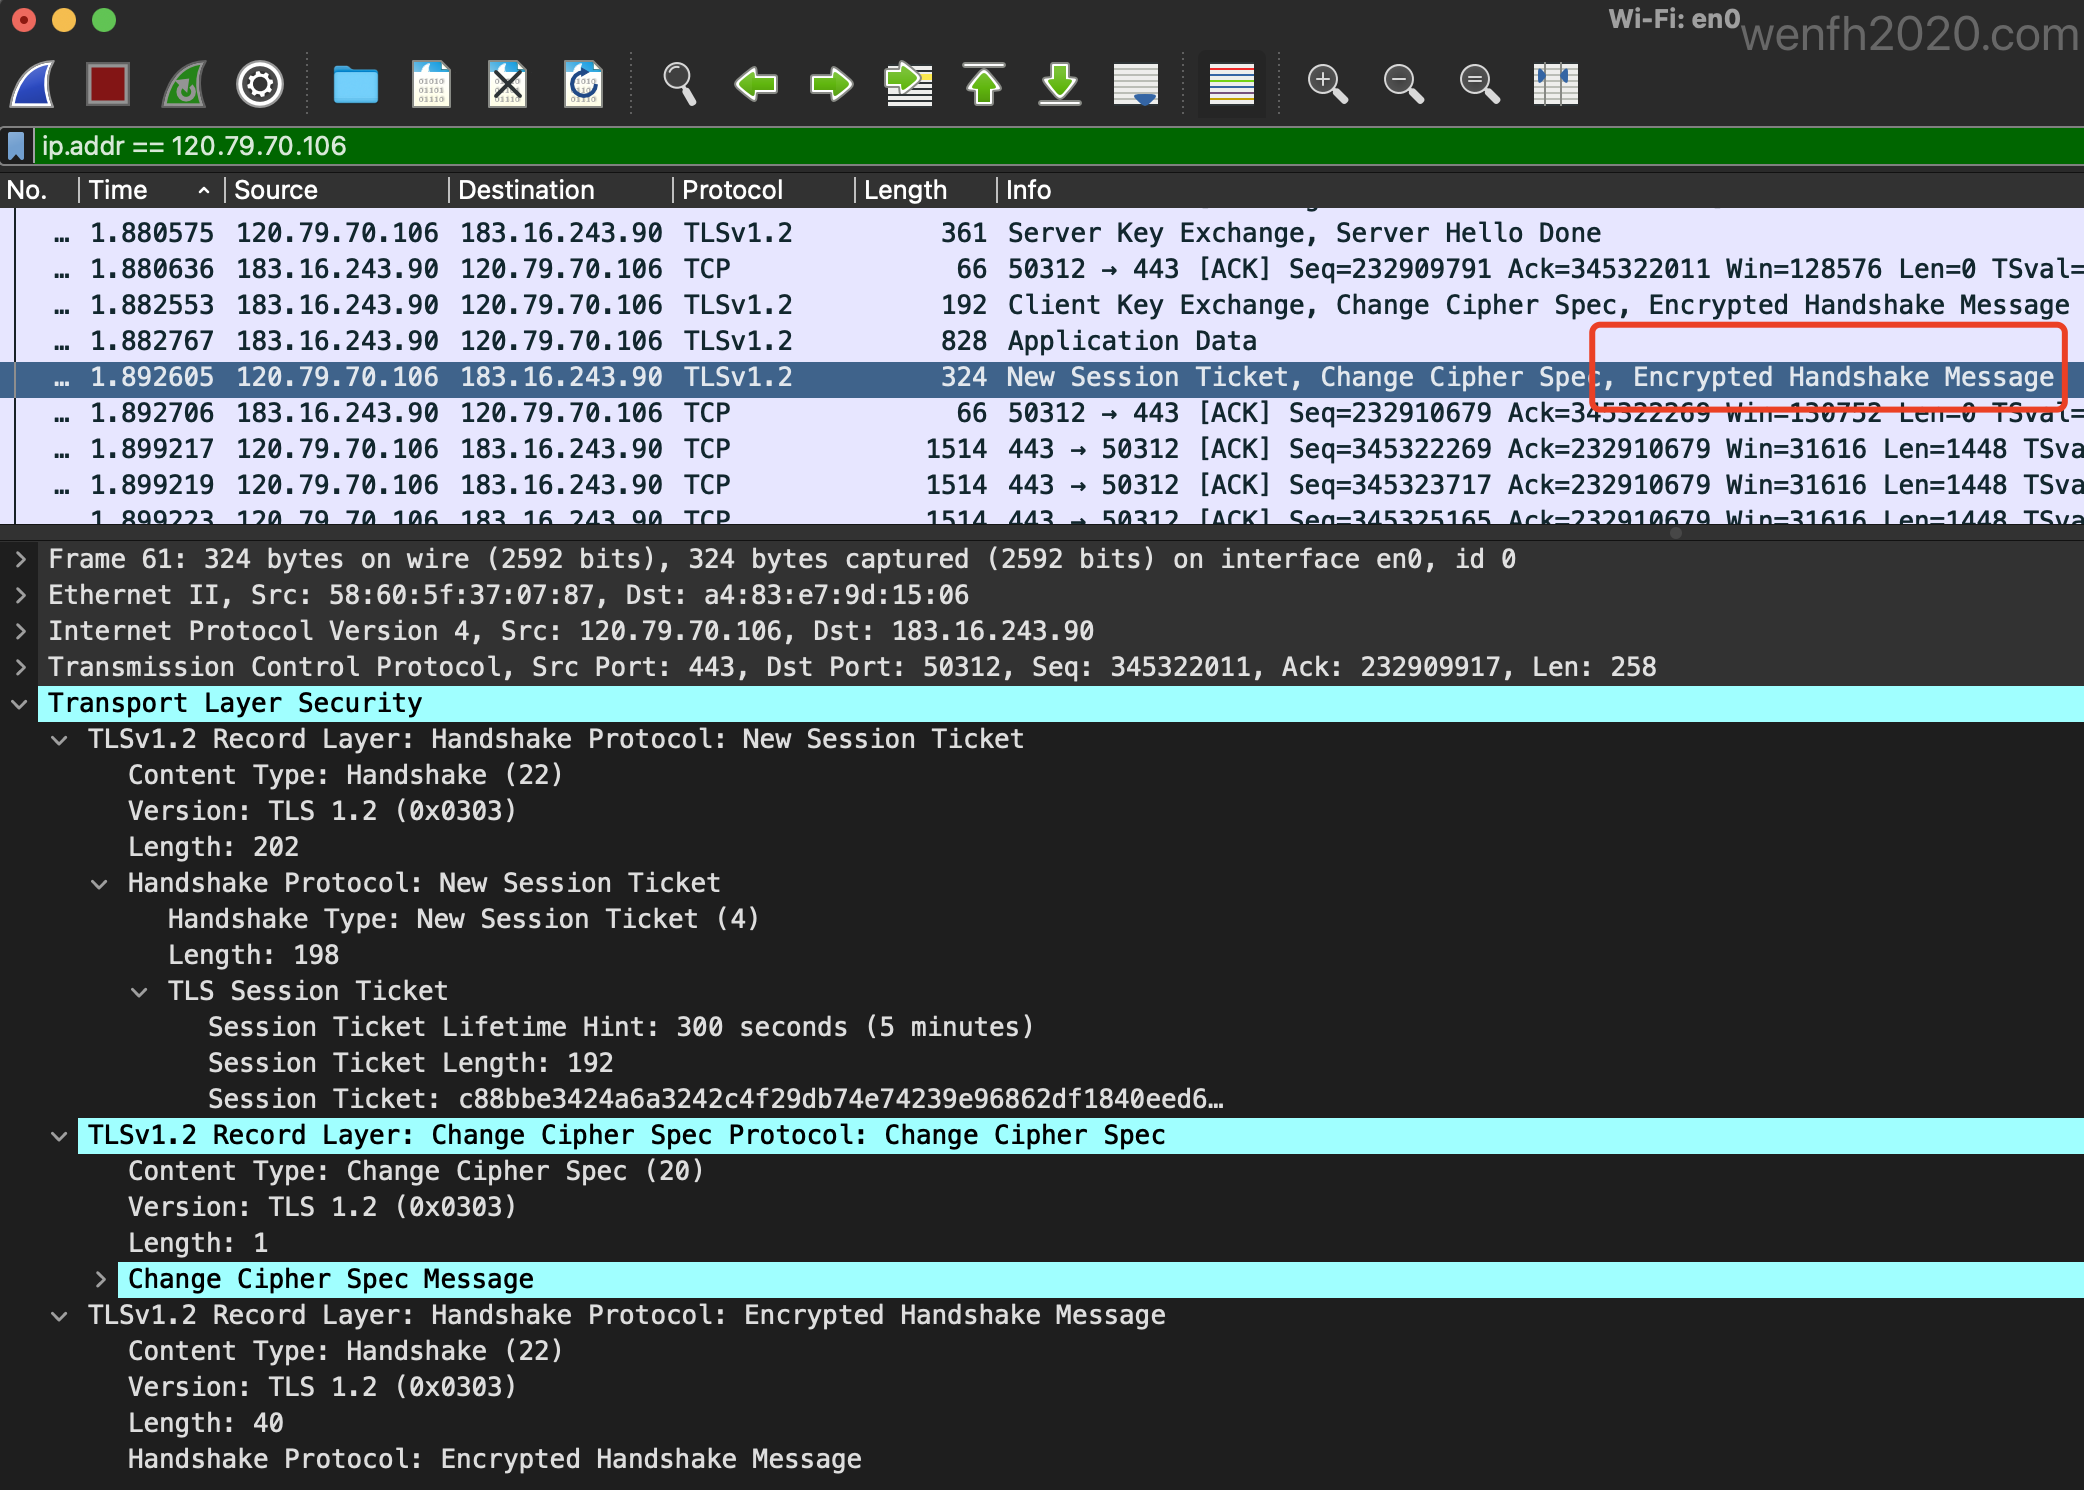 Wi-Fi: en0
wenfh2020.com
ip.addr == 120.79.70.106
No. Time Source Destination Protocol Length Info
… 1.880575 120.79.70.106 183.16.243.90 TLSv1.2 361 Server Key Exchange, Server Hello Done
… 1.880636 183.16.243.90 120.79.70.106 TCP 66 50312 → 443 [ACK] Seq=232909791 Ack=345322011 Win=128576 Len=0 TSval=
… 1.882553 183.16.243.90 120.79.70.106 TLSv1.2 192 Client Key Exchange, Change Cipher Spec, Encrypted Handshake Message
… 1.882767 183.16.243.90 120.79.70.106 TLSv1.2 828 Application Data
… 1.892605 120.79.70.106 183.16.243.90 TLSv1.2 324 New Session Ticket, Change Cipher Spec, Encrypted Handshake Message
… 1.892706 183.16.243.90 120.79.70.106 TCP 66 50312 → 443 [ACK] Seq=232910679 Ack=345322269 Win=130752 Len=0 TSval=
… 1.899217 120.79.70.106 183.16.243.90 TCP 1514 443 → 50312 [ACK] Seq=345322269 Ack=232910679 Win=31616 Len=1448 TSva
… 1.899219 120.79.70.106 183.16.243.90 TCP 1514 443 → 50312 [ACK] Seq=345323717 Ack=232910679 Win=31616 Len=1448 TSva
1.899223 120.79.70.106 183.16.243.90 TCP 1514 443 → 50312 [ACK] Seq=345325165 Ack=232910679 Win=31616 Len=1448 TSva
Frame 61: 324 bytes on wire (2592 bits), 324 bytes captured (2592 bits) on interface en0, id 0
Ethernet II, Src: 58:60:5f:37:07:87, Dst: a4:83:e7:9d:15:06
Internet Protocol Version 4, Src: 120.79.70.106, Dst: 183.16.243.90
Transmission Control Protocol, Src Port: 443, Dst Port: 50312, Seq: 345322011, Ack: 232909917, Len: 258
Transport Layer Security
TLSv1.2 Record Layer: Handshake Protocol: New Session Ticket
Content Type: Handshake (22)
Version: TLS 1.2 (0x0303)
Length: 202
Handshake Protocol: New Session Ticket
Handshake Type: New Session Ticket (4)
Length: 198
TLS Session Ticket
Session Ticket Lifetime Hint: 300 seconds (5 minutes)
Session Ticket Length: 192
Session Ticket: c88bbe3424a6a3242c4f29db74e74239e96862df1840eed6…
TLSv1.2 Record Layer: Change Cipher Spec Protocol: Change Cipher Spec
Content Type: Change Cipher Spec (20)
Version: TLS 1.2 (0x0303)
Length: 1
Change Cipher Spec Message
TLSv1.2 Record Layer: Handshake Protocol: Encrypted Handshake Message
Content Type: Handshake (22)
Version: TLS 1.2 (0x0303)
Length: 40
Handshake Protocol: Encrypted Handshake Message